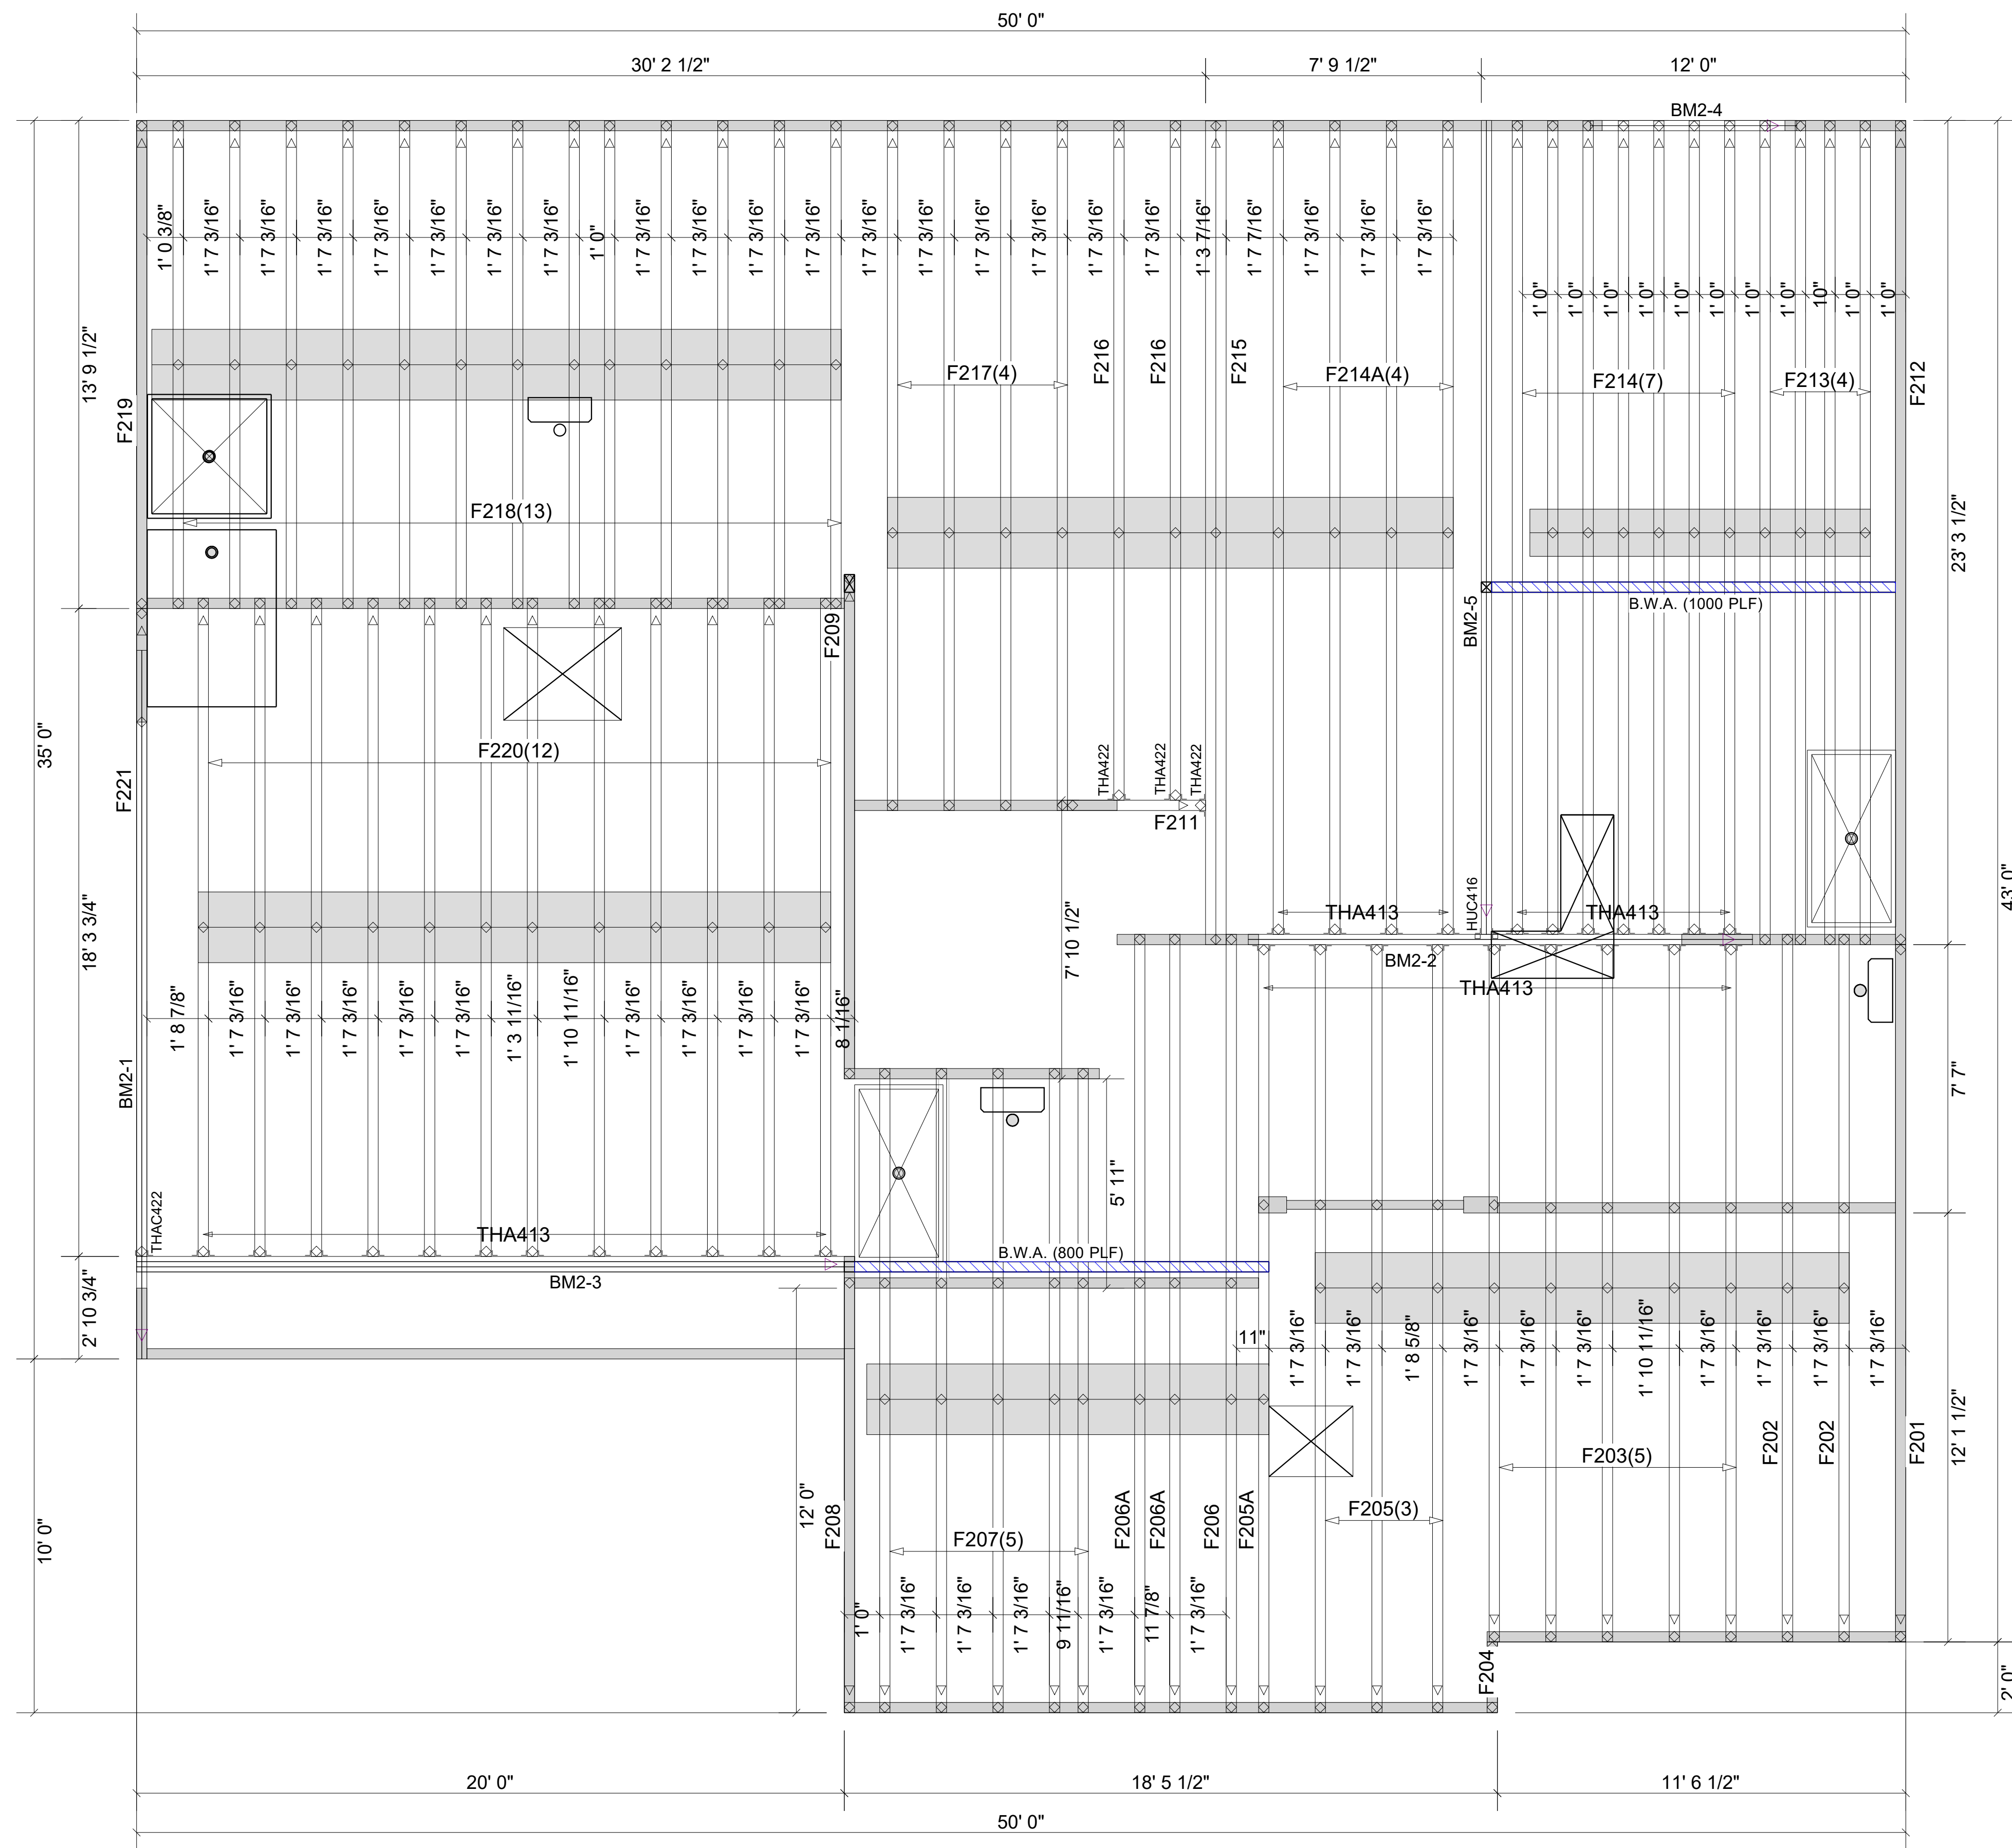 50' 0"
30' 2 1/2"
7' 9 1/2"
12' 0"
BM2-4
1' 0 3/8"
1' 7 3/16"
1' 7 3/16"
1' 7 3/16"
1' 7 3/16"
1' 7 3/16"
1' 7 3/16"
1' 7 3/16"
1' 0"
1' 7 3/16"
1' 7 3/16"
1' 7 3/16"
1' 7 3/16"
1' 7 3/16"
1' 7 3/16"
1' 7 3/16"
1' 7 3/16"
1' 7 3/16"
1' 7 3/16"
1' 3 7/16"
1' 7 7/16"
1' 7 3/16"
1' 7 3/16"
1' 7 3/16"
1' 0"
1' 0"
1' 0"
1' 0"
1' 0"
1' 0"
1' 0"
1' 0"
10"
1' 0"
1' 0"
13' 9 1/2"
F219
F217(4)
F216
F216
F215
F214A(4)
F214(7)
F213(4)
F212
F218(13)
23' 3 1/2"
43' 0"
35' 0"
F209
BM2-5
B.W.A. (1000 PLF)
F220(12)
F221
THA422
THA422
THA422
F211
18' 3 3/4"
7' 10 1/2"
THA413
HUC416
THA413
BM2-2
THA413
1' 8 7/8"
1' 7 3/16"
1' 7 3/16"
1' 7 3/16"
1' 7 3/16"
1' 7 3/16"
1' 3 11/16"
1' 10 11/16"
1' 7 3/16"
1' 7 3/16"
1' 7 3/16"
1' 7 3/16"
8 1/16"
BM2-1
7' 7"
5' 11"
THAC422
THA413
B.W.A. (800 PLF)
BM2-3
2' 10 3/4"
11"
1' 7 3/16"
1' 7 3/16"
1' 8 5/8"
1' 7 3/16"
1' 7 3/16"
1' 7 3/16"
1' 10 11/16"
1' 7 3/16"
1' 7 3/16"
1' 7 3/16"
1' 7 3/16"
12' 1 1/2"
10' 0"
12' 0"
F208
F207(5)
F206A
F206A
F206
F205A
F205(3)
F203(5)
F202
F202
F201
1' 0"
1' 7 3/16"
1' 7 3/16"
1' 7 3/16"
9 11/16"
1' 7 3/16"
11 7/8"
1' 7 3/16"
F204
2' 0"
20' 0"
18' 5 1/2"
11' 6 1/2"
50' 0"